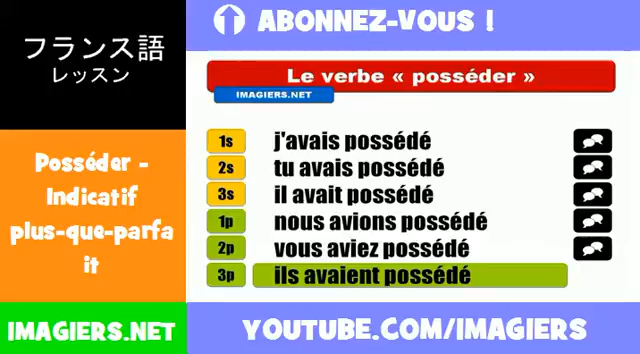 フランス語
レッスン
Posséder -
Indicatif
plus-que-parfa
it
IMAGIERS.NET
ABONNEZ-VOUS !
Le verbe « posséder »
IMAGIERS.NET
1s j'avais possédé
2s tu avais possédé
3s il avait possédé
1p nous avions possédé
2p vous aviez possédé
3p ils avaient possédé
YOUTUBE.COM/IMAGIERS